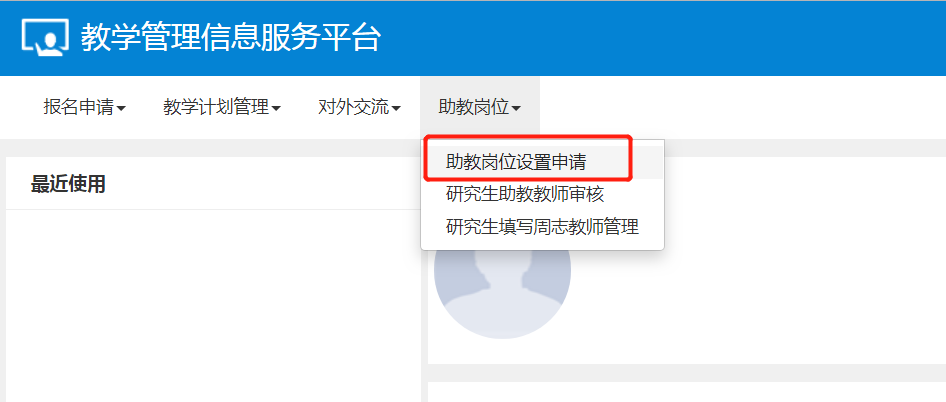 教学管理信息服务平台
报名申请 教学计划管理 对外交流 助教岗位
助教岗位设置申请
最近使用
研究生助教教师审核
研究生填写周志教师管理